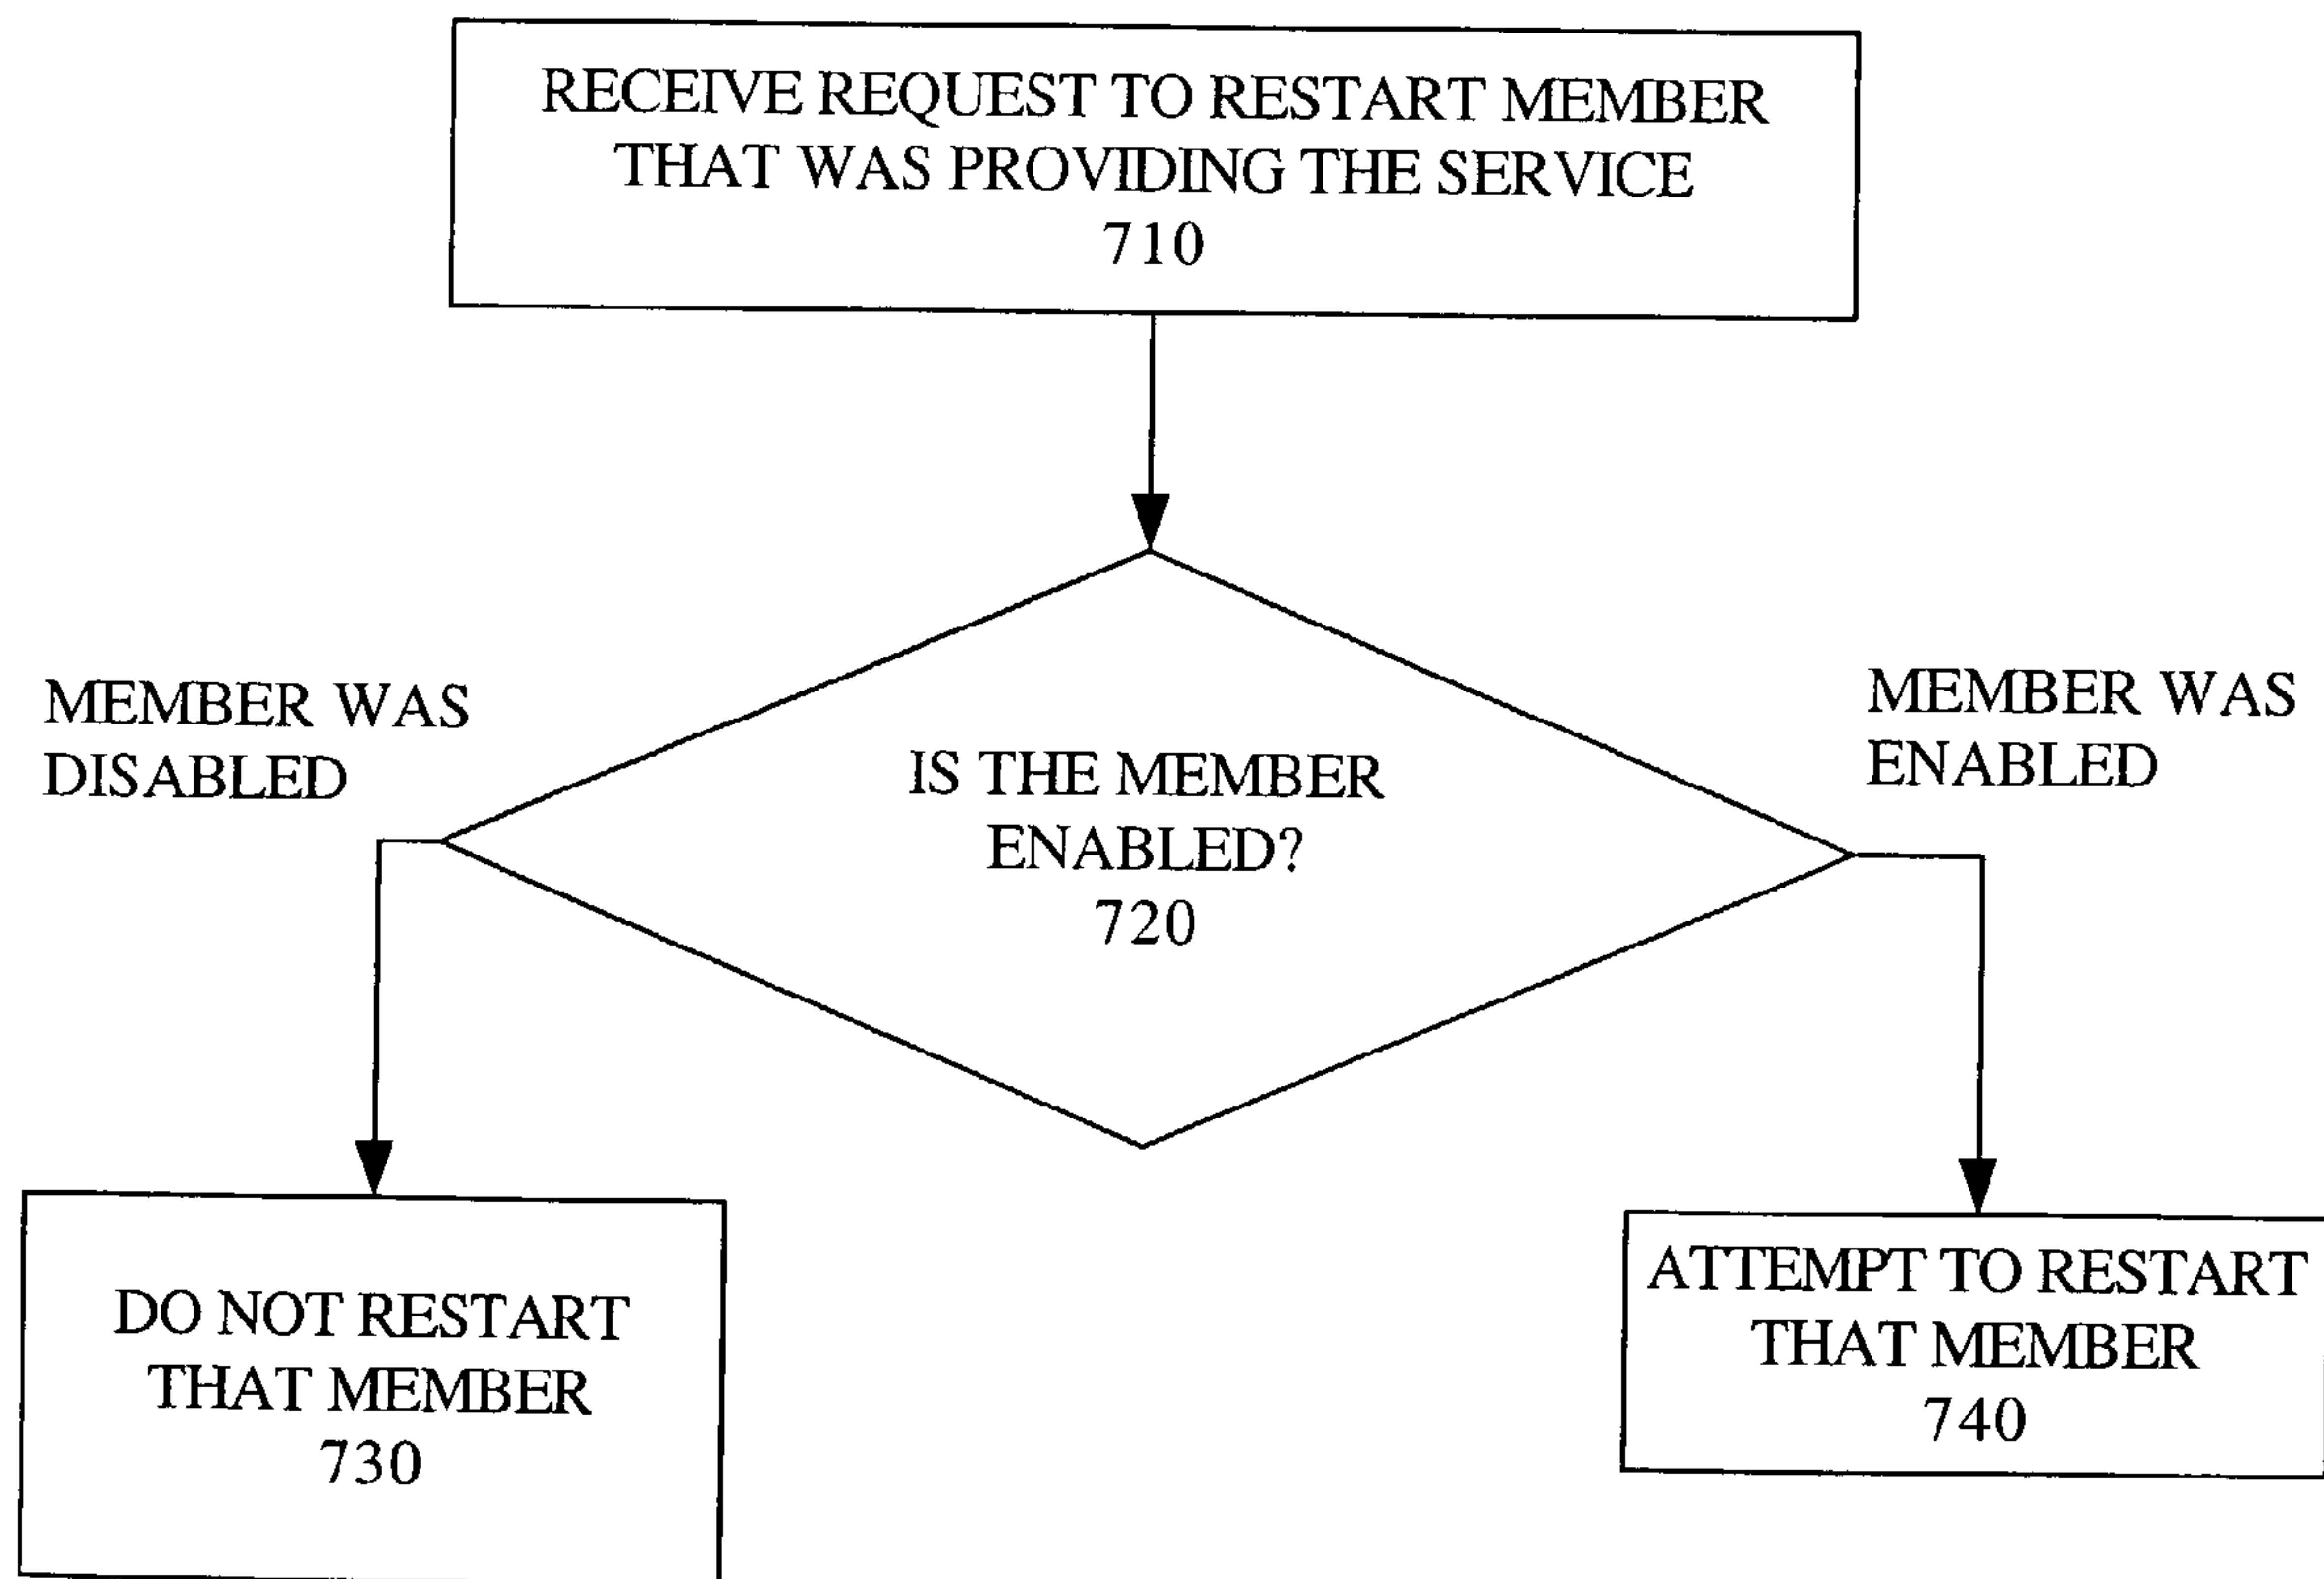 RECEIVE REQUEST TO RESTART MEMBER
THAT WAS PROVIDING THE SERVICE
710
MEMBER WAS
DISABLED
IS THE MEMBER
ENABLED?
720
MEMBER WAS
ENABLED
DO NOT RESTART
THAT MEMBER
730
ATTEMPT TO RESTART
THAT MEMBER
740